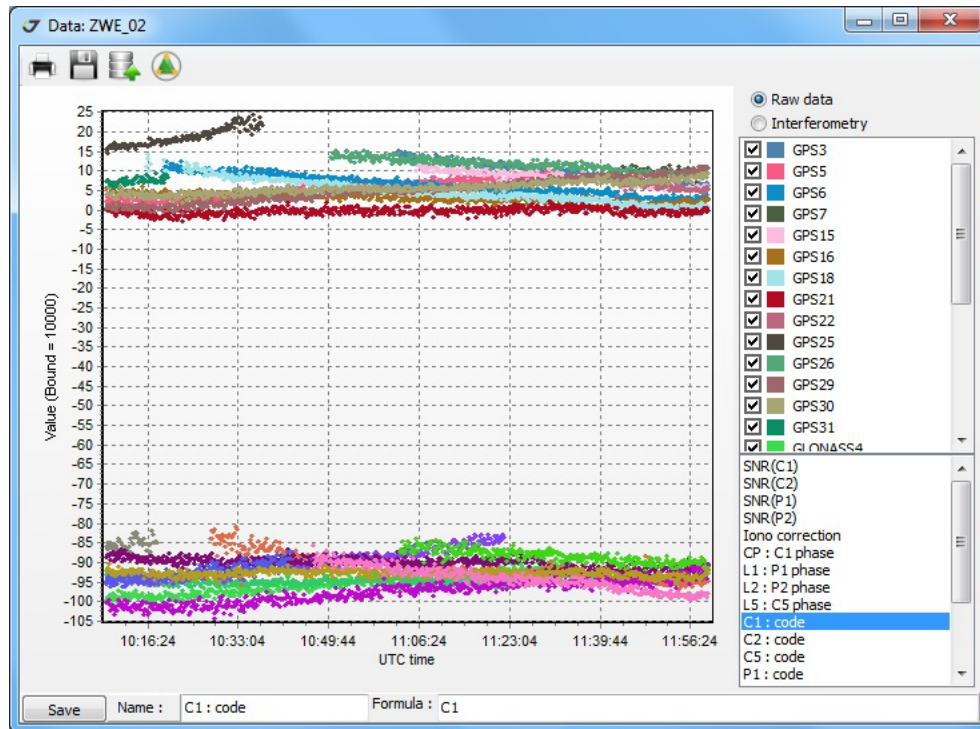 Data: ZWE_02
Raw data
Interferometry
25
20
15
10
5
0
-5
-10
-15
-20
-25
-30
-35
-40
-45
-50
-55
-60
-65
-70
-75
-80
-85
-90
-95
-100
-105
Value (Bound = 10000)
10:16:24 10:33:04 10:49:44 11:06:24 11:23:04 11:39:44 11:56:24
UTC time
GPS3
GPS5
GPS6
GPS7
GPS15
GPS16
GPS18
GPS21
GPS22
GPS25
GPS26
GPS29
GPS30
GPS31
GLONASS4
SNR(C1)
SNR(C2)
SNR(P1)
SNR(P2)
Iono correction
CP : C1 phase
L1 : P1 phase
L2 : P2 phase
L5 : C5 phase
C1 : code
C2 : code
C5 : code
P1 : code
Save Name : C1 : code Formula : C1